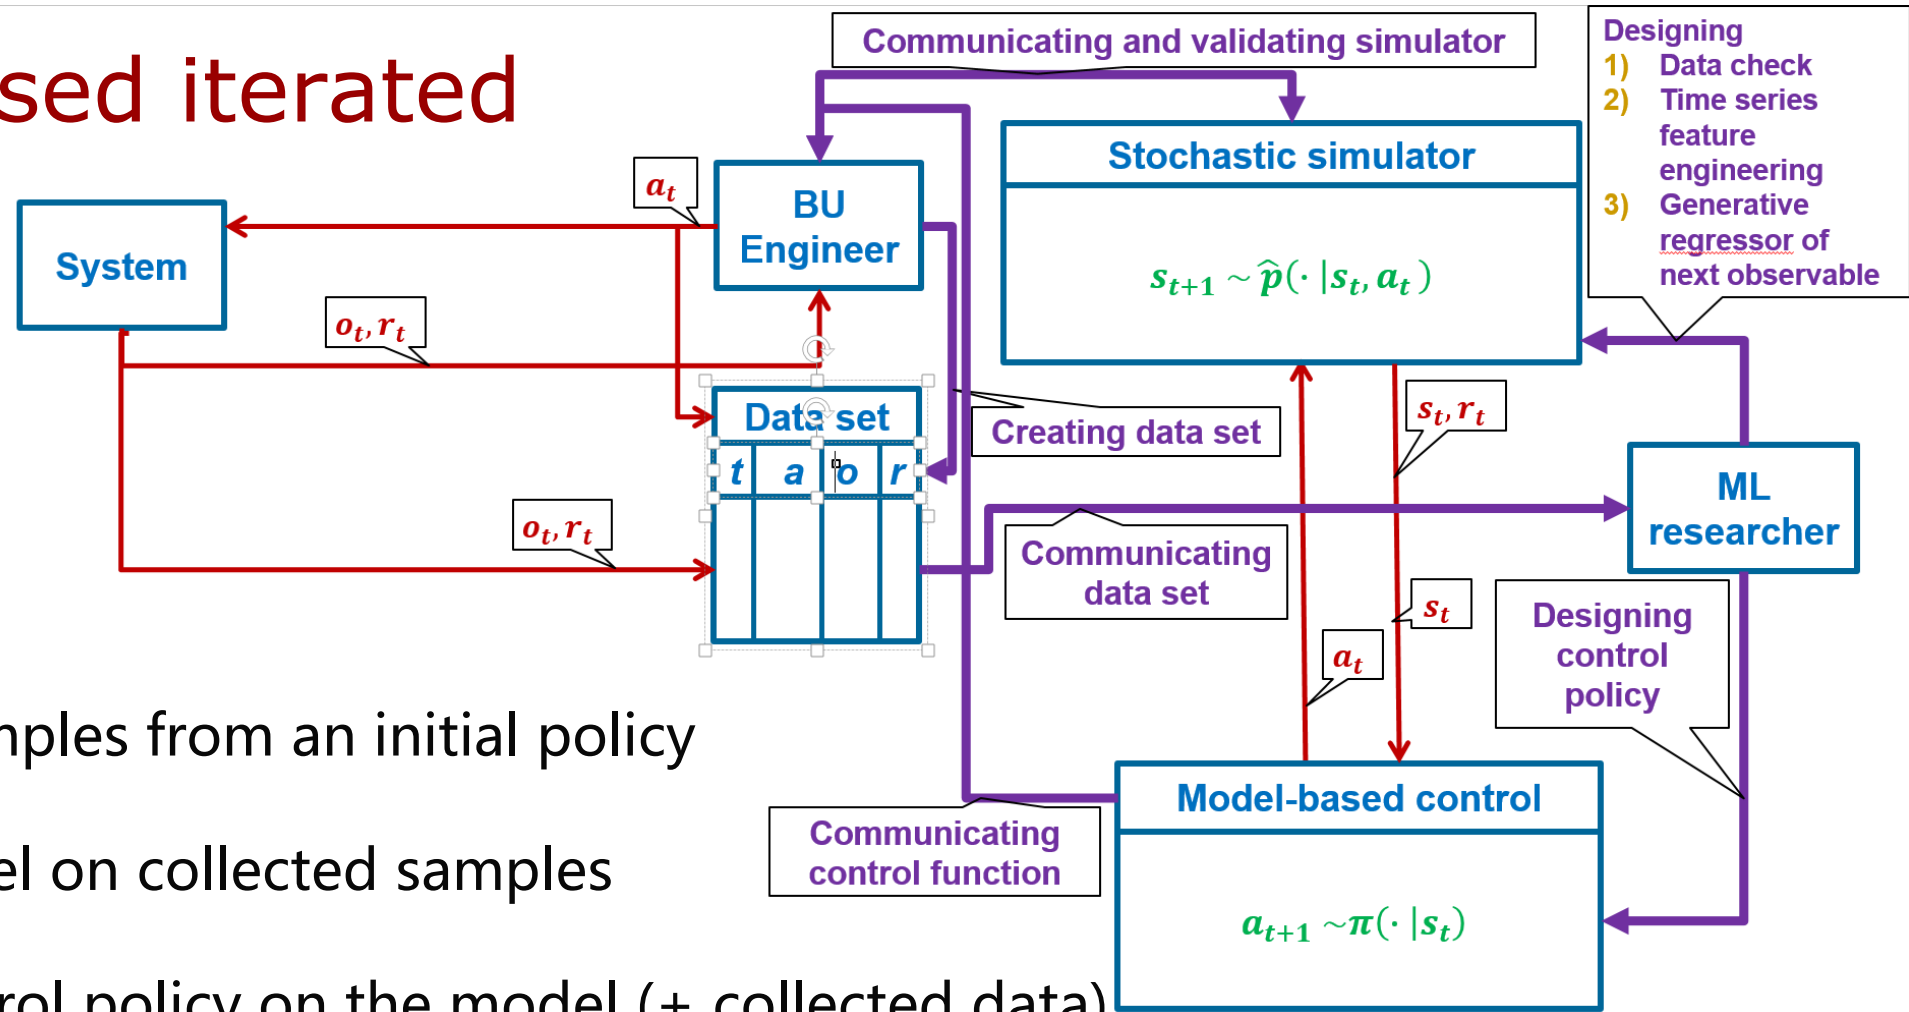 sed iterated
Communicating and validating simulator
Designing
1) Data check
2) Time series
feature
engineering
3) Generative
regressor of
next observable
System
a_t
BU
Engineer
Stochastic simulator
s_{t+1} ~ p̂(· |s_t, a_t )
o_t, r_t
Data set
t a o r
Creating data set
s_t, r_t
ML
researcher
o_t, r_t
Communicating
data set
s_t
a_t
Designing
control
policy
nples from an initial policy
Model-based control
Communicating
control function
el on collected samples
a_{t+1} ~π(· |s_t)
rol policy on the model (+ collected data)